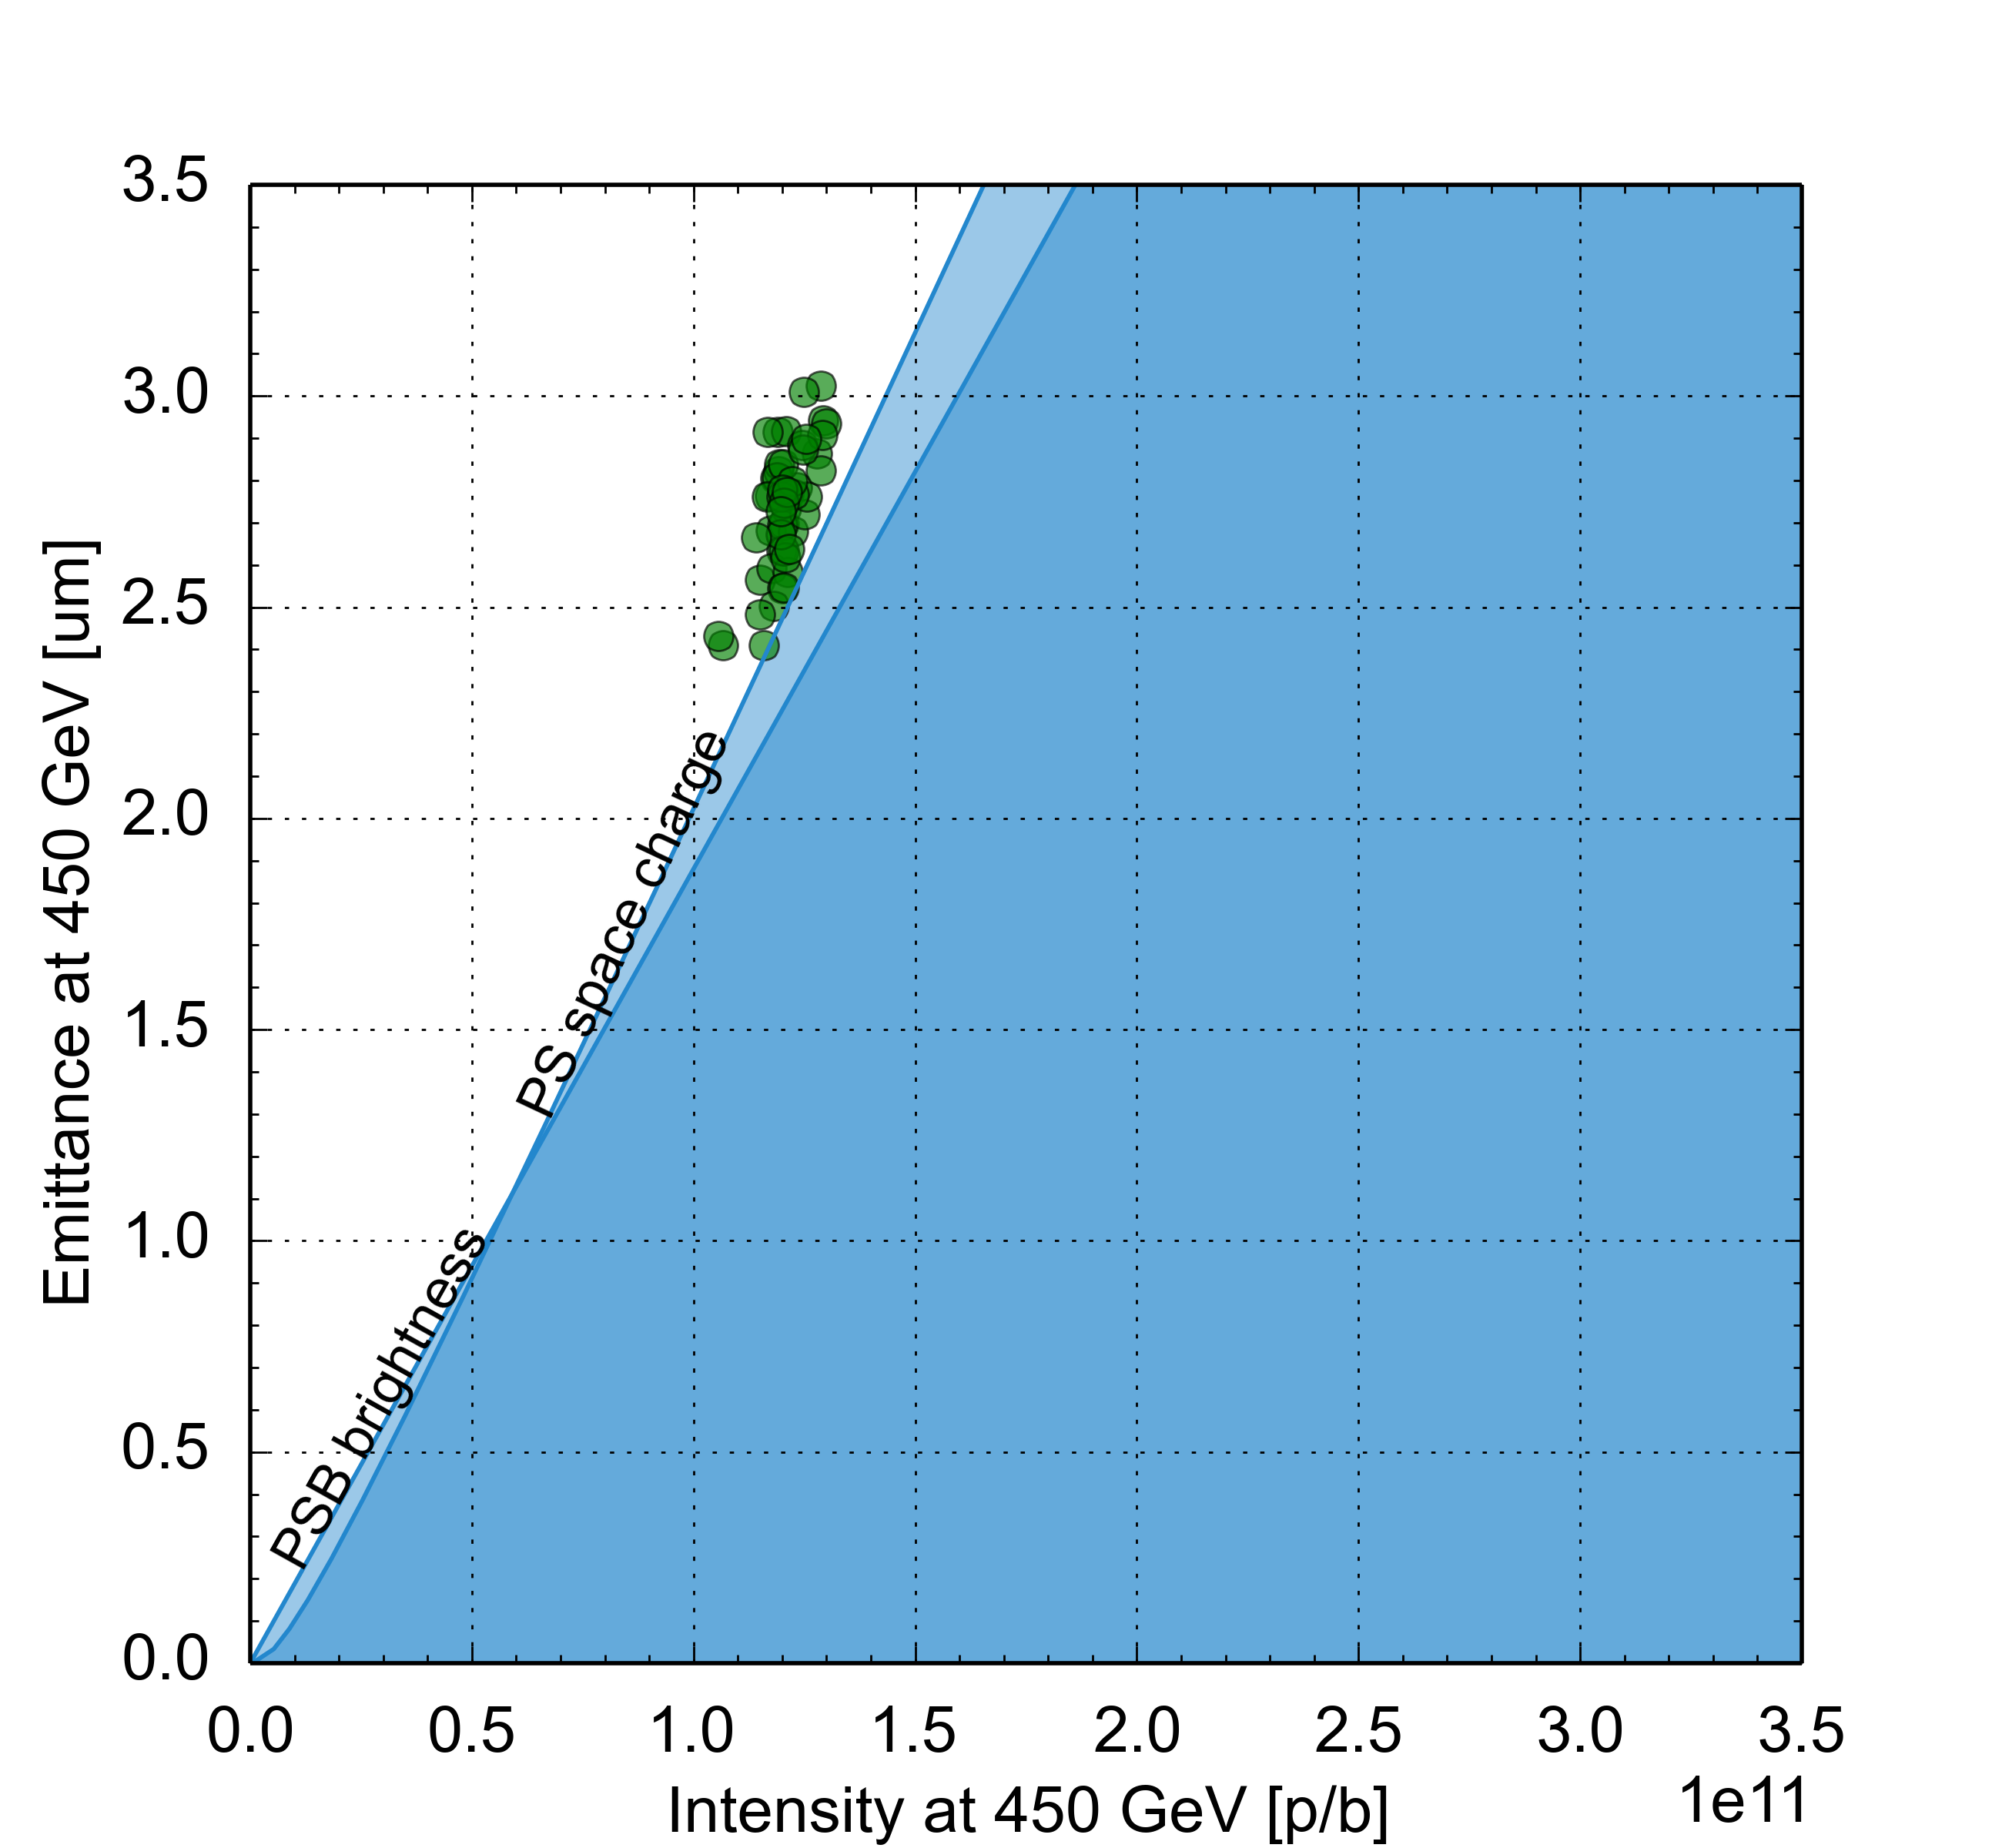 3.5
3.0
2.5
2.0
1.5
1.0
0.5
0.0
Emittance at 450 GeV [um]
PS space charge
PSB brightness
0.0 0.5 1.0 1.5 2.0 2.5 3.0 3.5
Intensity at 450 GeV [p/b]
1e11